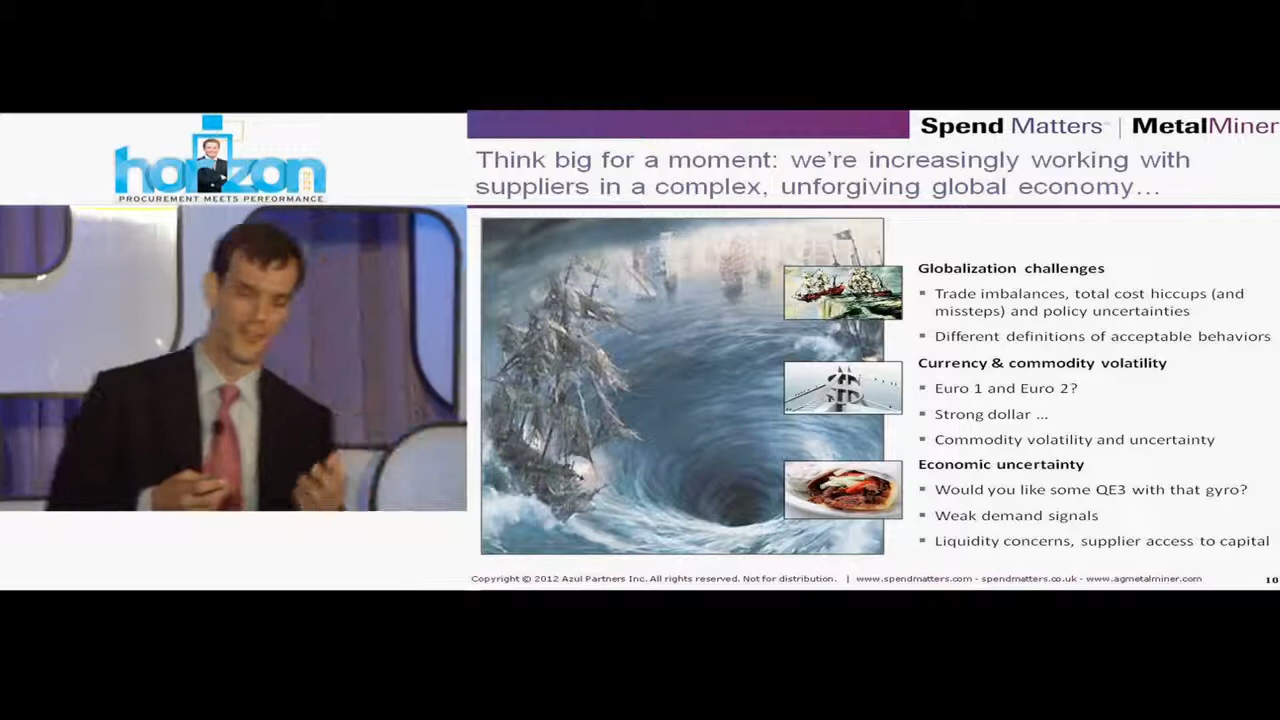 horizon
2012
PROCUREMENT MEETS PERFORMANCE
Spend Matters | MetalMiner
Think big for a moment: we're increasingly working with
suppliers in a complex, unforgiving global economy...
Globalization challenges
▪ Trade imbalances, total cost hiccups (and
missteps) and policy uncertainties
▪ Different definitions of acceptable behaviors
Currency & commodity volatility
▪ Euro 1 and Euro 2?
▪ Strong dollar ...
▪ Commodity volatility and uncertainty
Economic uncertainty
▪ Would you like some QE3 with that gyro?
▪ Weak demand signals
▪ Liquidity concerns, supplier access to capital
Copyright © 2012 Azul Partners Inc. All rights reserved. Not for distribution. | www.spendmatters.com - spendmatters.co.uk - www.agmetalminer.com
10